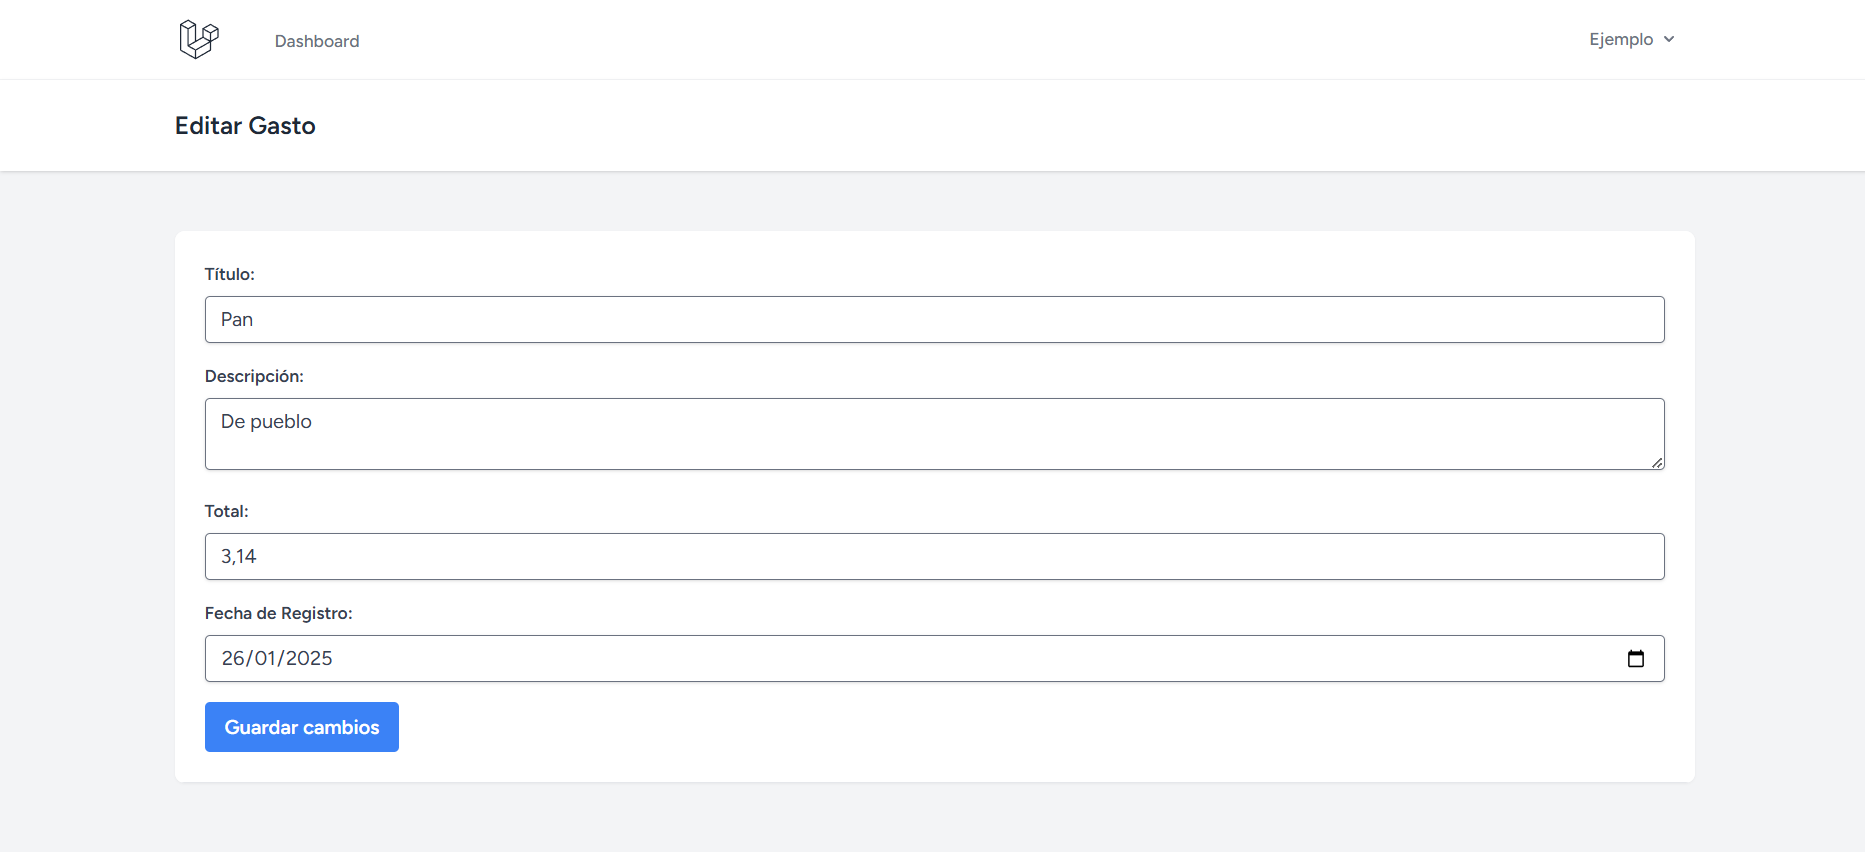 Dashboard
Ejemplo
Editar Gasto
Título:
Pan
Descripción:
De pueblo
Total:
3,14
Fecha de Registro:
26/01/2025
Guardar cambios